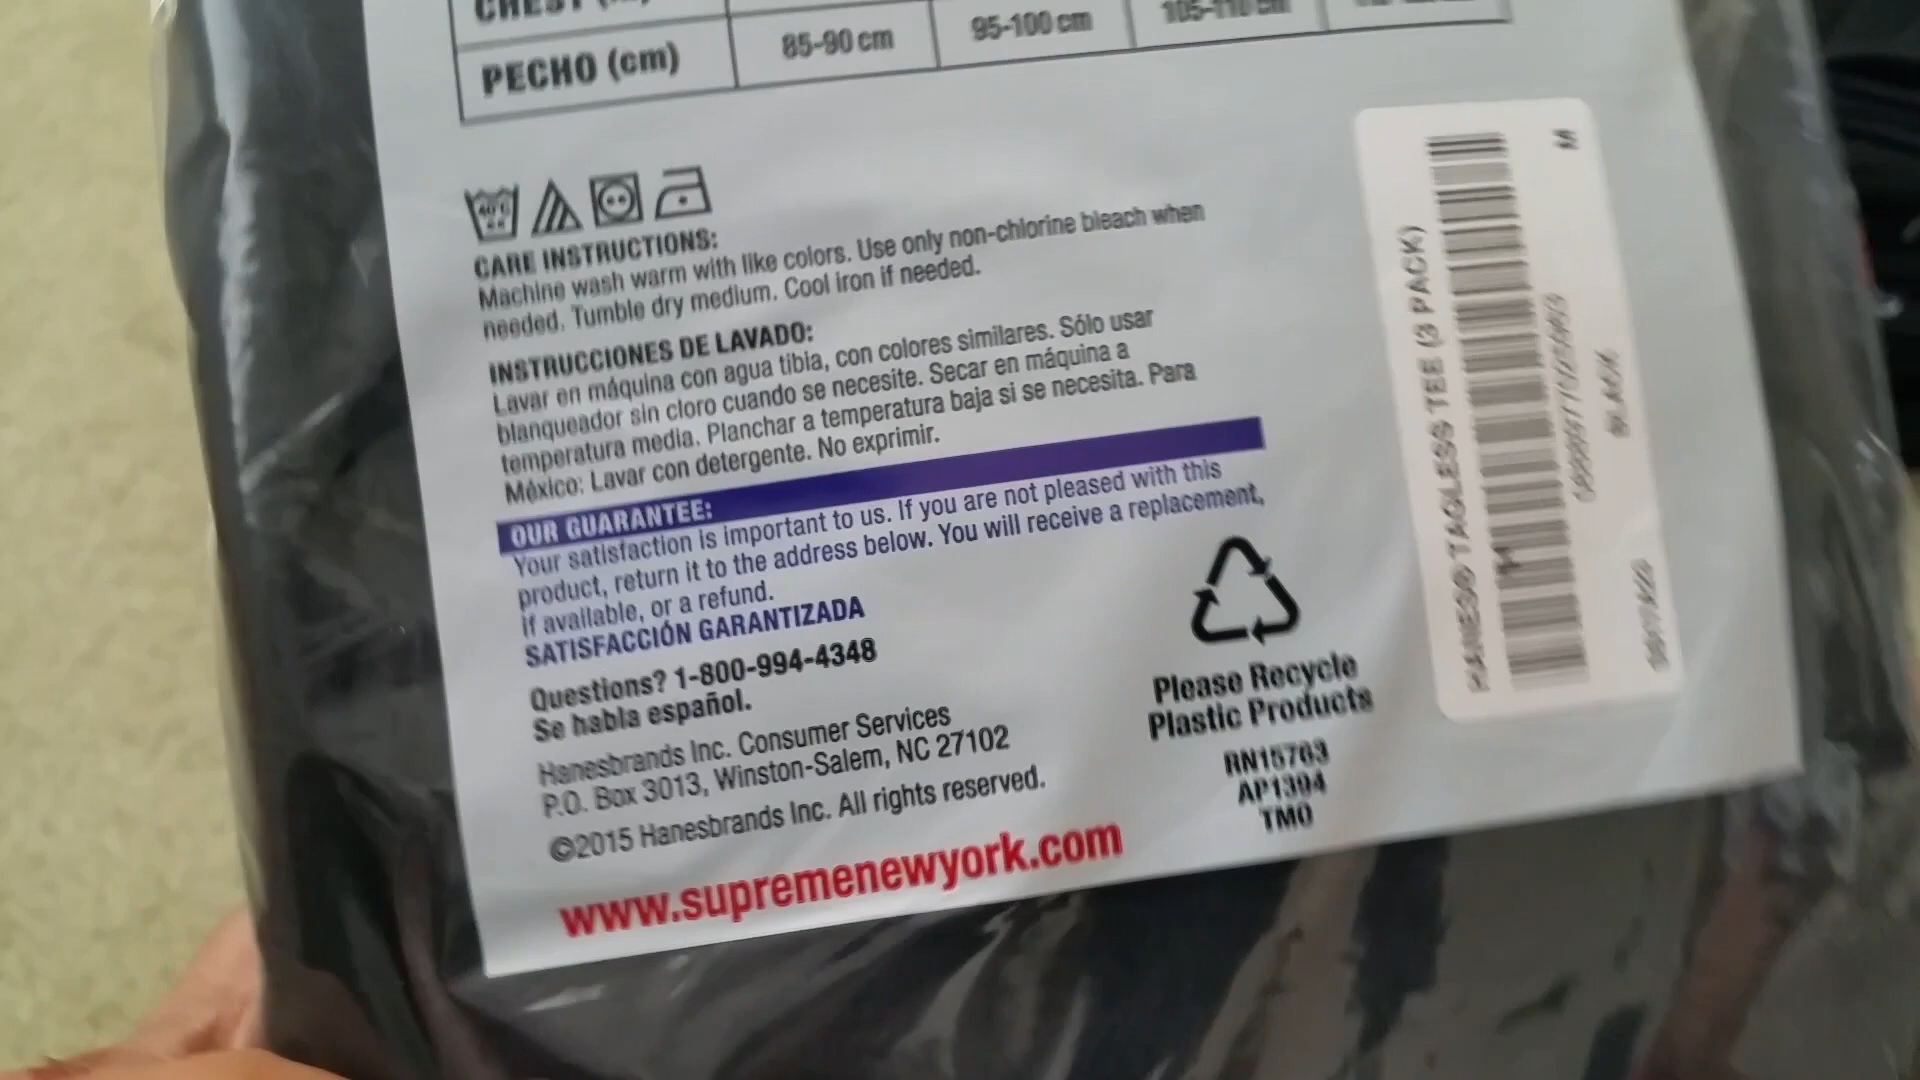 PECHO (cm) 85-90 cm 95-100 cm 105-110 cm
CARE INSTRUCTIONS:
Machine wash warm with like colors. Use only non-chlorine bleach when
needed. Tumble dry medium. Cool iron if needed.
INSTRUCCIONES DE LAVADO:
Lavar en máquina con agua tibia, con colores similares. Sólo usar
blanqueador sin cloro cuando se necesite. Secar en máquina a
temperatura media. Planchar a temperatura baja si se necesita. Para
México: Lavar con detergente. No exprimir.
OUR GUARANTEE:
Your satisfaction is important to us. If you are not pleased with this
product, return it to the address below. You will receive a replacement,
if available, or a refund.
SATISFACCIÓN GARANTIZADA
Questions? 1-800-994-4348
Se habla español.
Hanesbrands Inc. Consumer Services
P.O. Box 3013, Winston-Salem, NC 27102
©2015 Hanesbrands Inc. All rights reserved.
www.supremenewyork.com
Please Recycle
Plastic Products
RN15763
AP1394
TMO
HANES® TAGLESS TEE (3 PACK)
BLACK
M